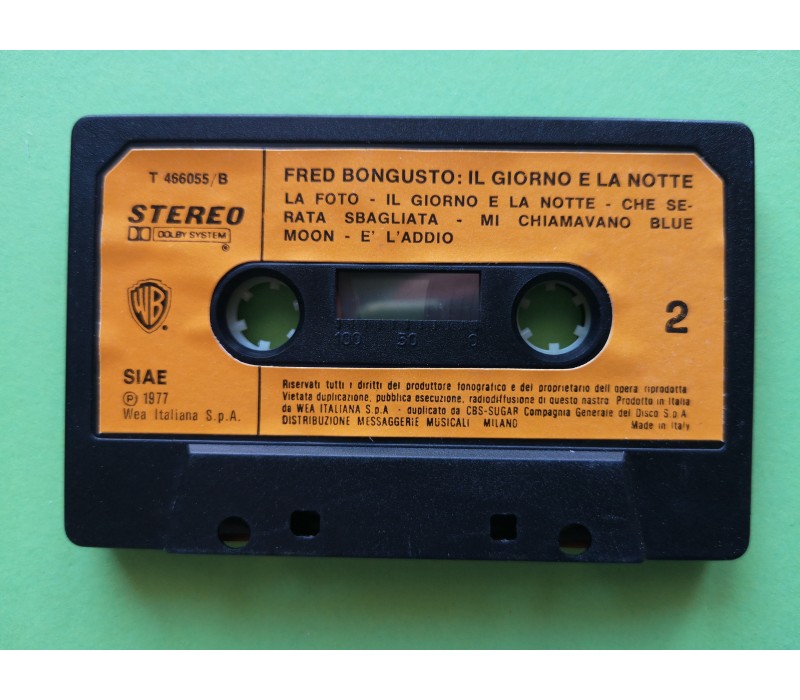 T 466055/B
STEREO
DOLBY SYSTEM
®
WB
®
SIAE
℗ 1977
Wea Italiana S.p.A.
FRED BONGUSTO: IL GIORNO E LA NOTTE
LA FOTO - IL GIORNO E LA NOTTE - CHE SE-
RATA SBAGLIATA - MI CHIAMAVANO BLUE
MOON - E' L'ADDIO
2
100 50 0
Riservati tutti i diritti del produttore fonografico e del proprietario dell opera riprodotta
Vietata duplicazione, pubblica esecuzione, radiodiffusione di questo nastro. Prodotto in Italia
da WEA ITALIANA S.p.A - duplicato da CBS-SUGAR Compagnia Generale del Disco S p A
DISTRIBUZIONE MESSAGGERIE MUSICALI MILANO
Made in Italy